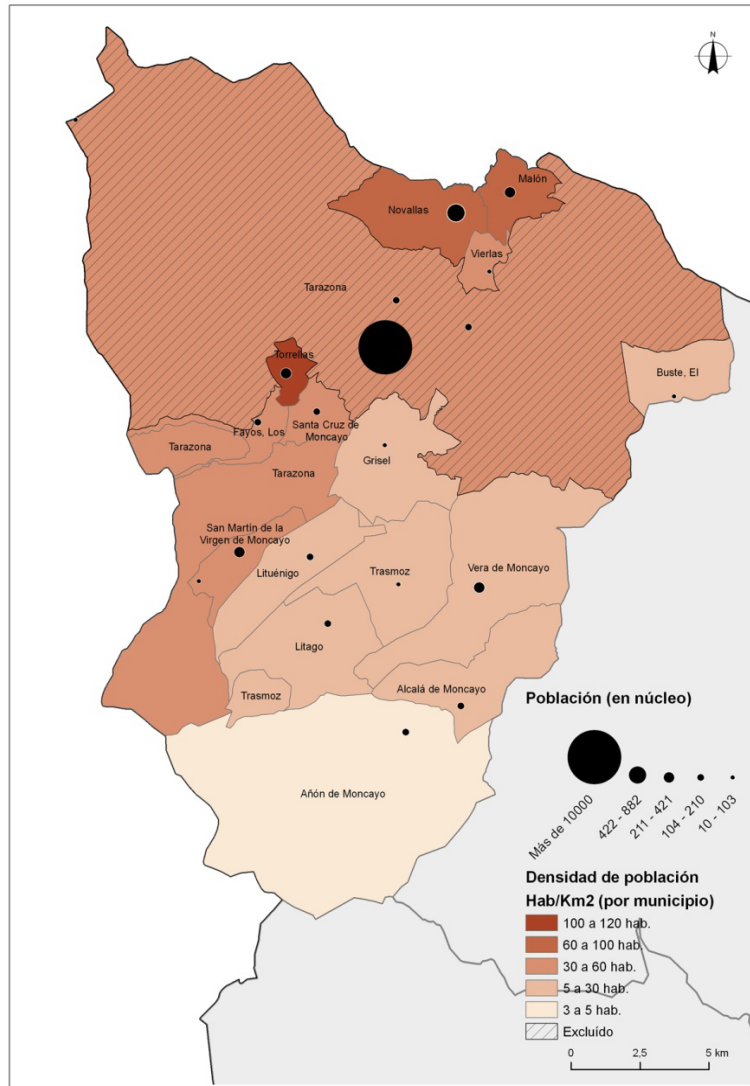 N
Malón
Novallas
Vierlas
Tarazona
Torrellas
Buste, El
Fayos, Los
Santa Cruz de
Moncayo
Tarazona
Grisel
Tarazona
San Martín de la
Virgen de Moncayo
Lituénigo
Trasmoz
Vera de Moncayo
Litago
Trasmoz
Alcalá de Moncayo
Añón de Moncayo
Población (en núcleo)
Más de 10000
422 - 882
211 - 421
104 - 210
10 - 103
Densidad de población
Hab/Km2 (por municipio)
100 a 120 hab.
60 a 100 hab.
30 a 60 hab.
5 a 30 hab.
3 a 5 hab.
Excluído
0 2,5 5 km